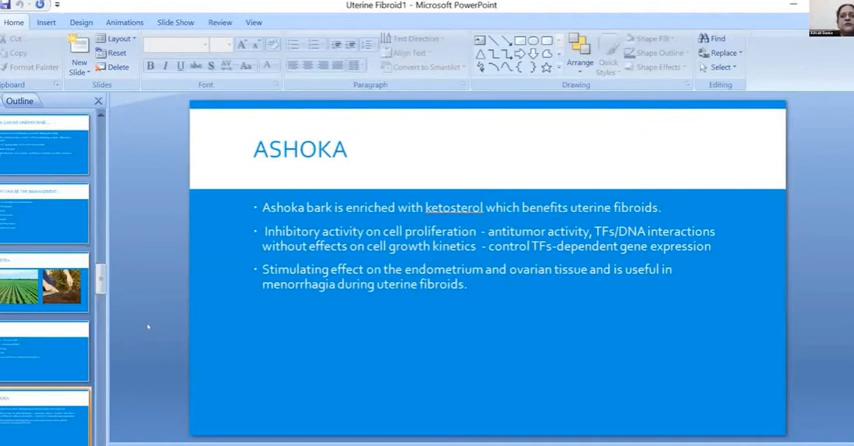 Uterine Fibroid1 - Microsoft PowerPoint
Home Insert Design Animations Slide Show Review View
Cut
Copy
Format Painter
New
Slide
Layout
Reset
Delete
Slides
Font
Text Direction
Align Text
Convert to SmartArt
Paragraph
Arrange
Quick
Styles
Shape Fill
Shape Outline
Shape Effects
Drawing
Find
Replace
Select
Editing
Outline
ASHOKA
· Ashoka bark is enriched with ketosterol which benefits uterine fibroids.
· Inhibitory activity on cell proliferation - antitumor activity, TFs/DNA interactions
without effects on cell growth kinetics - control TFs-dependent gene expression
· Stimulating effect on the endometrium and ovarian tissue and is useful in
menorrhagia during uterine fibroids.